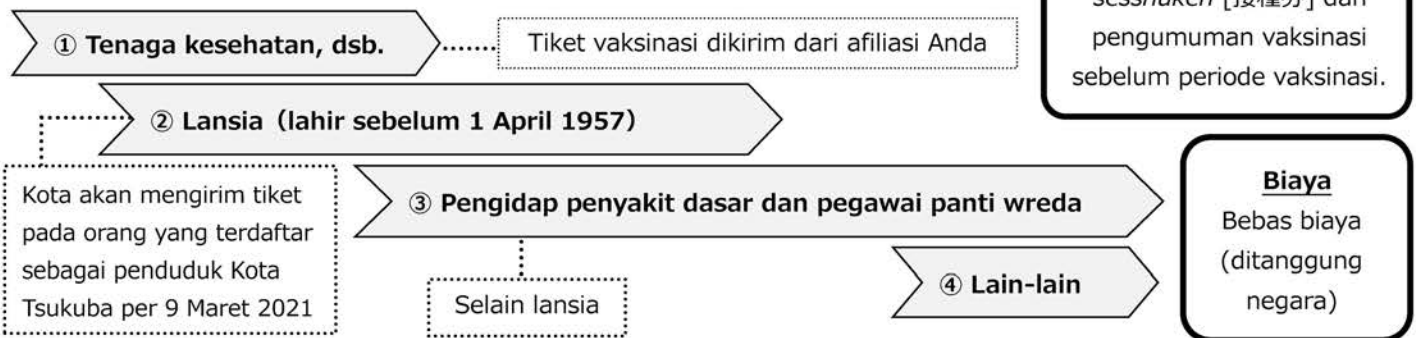 ① Tenaga kesehatan, dsb.
Tiket vaksinasi dikirim dari afiliasi Anda
pengumuman vaksinasi
sebelum periode vaksinasi.
② Lansia (lahir sebelum 1 April 1957)
Kota akan mengirim tiket
pada orang yang terdaftar
sebagai penduduk Kota
Tsukuba per 9 Maret 2021
③ Pengidap penyakit dasar dan pegawai panti wreda
Selain lansia
④ Lain-lain
Biaya
Bebas biaya
(ditanggung
negara)